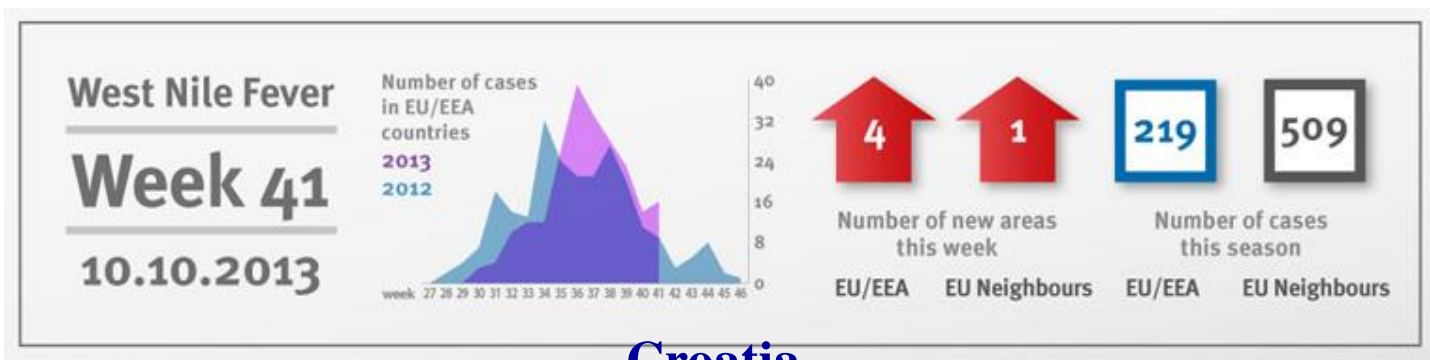 West Nile Fever
Week 41
10.10.2013
Number of cases
in EU/EEA
countries
2013
2012
40
32
24
16
8
0
week 27 28 29 30 31 32 33 34 35 36 37 38 39 40 41 42 43 44 45 46
4
1
Number of new areas
this week
EU/EEA
EU Neighbours
219
509
Number of cases
this season
EU/EEA
EU Neighbours
Croatia